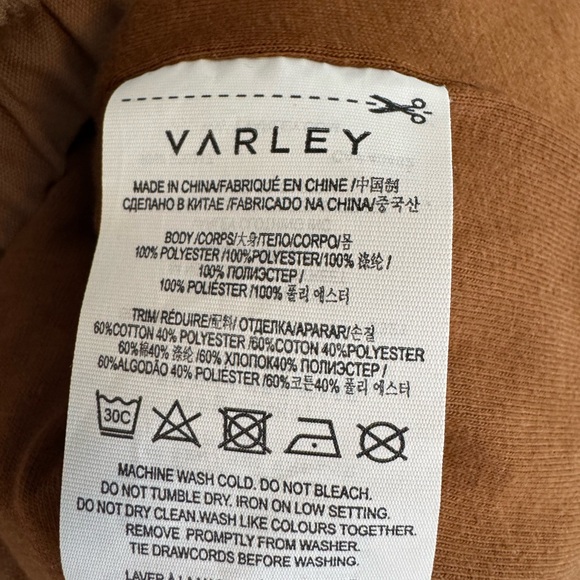 VARLEY
MADE IN CHINA/FABRIQUÉ EN CHINE /中国制
СДЕЛАНО В КИТАЕ /FABRICADO NA CHINA/중국산
BODY /CORPS/大身/ТЕЛО/CORPO/몸
100% POLYESTER /100%POLYESTER/100% 涤纶 /
100% ПОЛИЭСТЕР /
100% POLIÉSTER /100% 폴리 에스터
TRIM/ RÉDUIRE/配料/ ОТДЕЛКА/APARAR/손질
60%COTTON 40% POLYESTER /60%COTON 40%POLYESTER
60%棉40% 涤纶 /60% ХЛОПОК40% ПОЛИЭСТЕР /
60%ALGODÃO 40% POLIÉSTER /60%코튼40% 폴리 에스터
30C
MACHINE WASH COLD. DO NOT BLEACH.
DO NOT TUMBLE DRY. IRON ON LOW SETTING.
DO NOT DRY CLEAN.WASH LIKE COLOURS TOGETHER.
REMOVE PROMPTLY FROM WASHER.
TIE DRAWCORDS BEFORE WASHING.
LAVER À LA